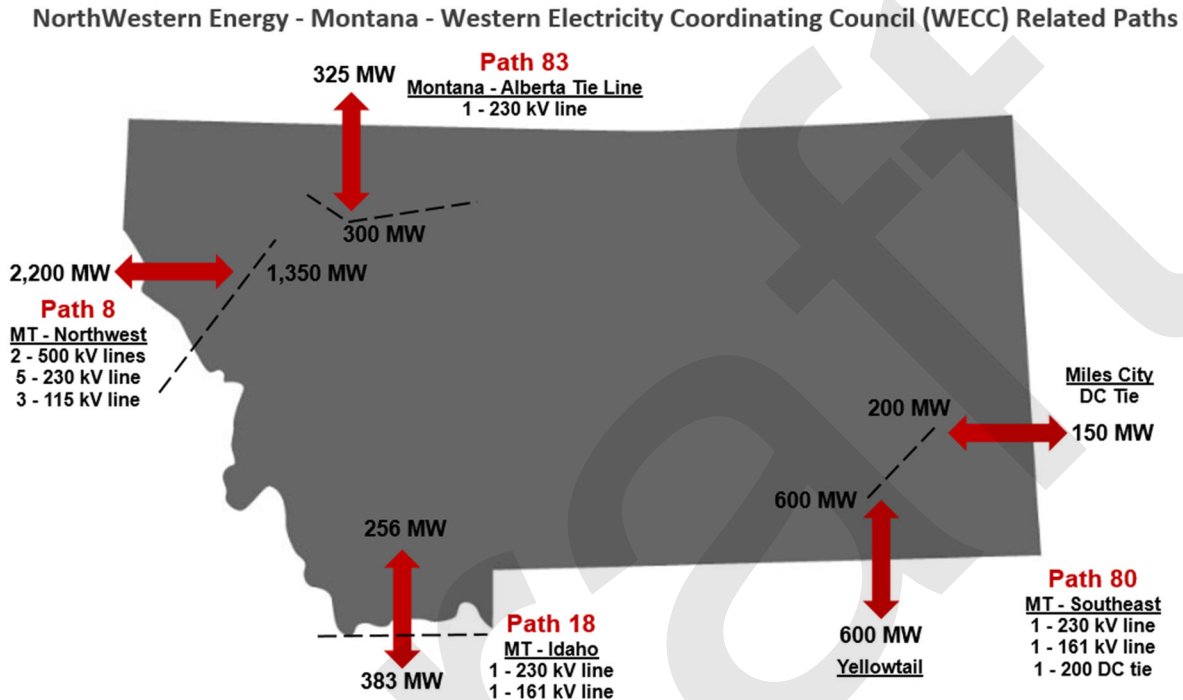 NorthWestern Energy - Montana - Western Electricity Coordinating Council (WECC) Related Paths
325 MW
Path 83
Montana - Alberta Tie Line
1 - 230 kV line
300 MW
2,200 MW
1,350 MW
Path 8
MT - Northwest
2 - 500 kV lines
5 - 230 kV line
3 - 115 kV line
Miles City
DC Tie
200 MW
150 MW
600 MW
256 MW
Path 80
MT - Southeast
1 - 230 kV line
1 - 161 kV line
1 - 200 DC tie
600 MW
Yellowtail
Path 18
MT - Idaho
1 - 230 kV line
1 - 161 kV line
383 MW